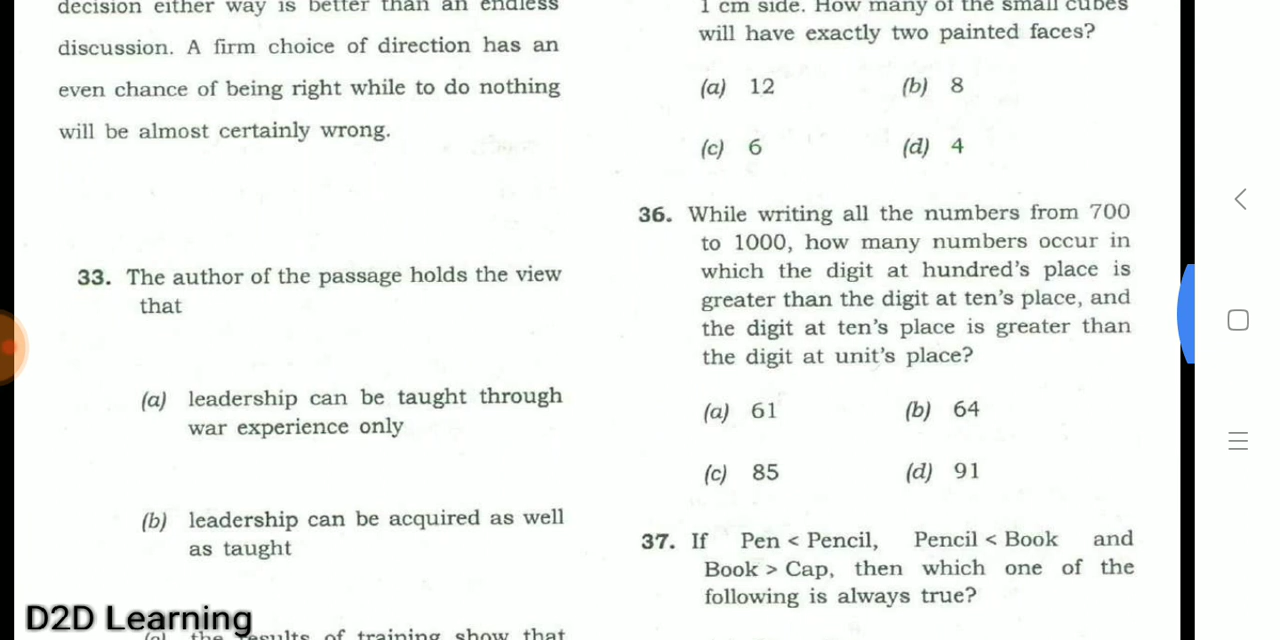 decision either way is better than an endless
discussion. A firm choice of direction has an
even chance of being right while to do nothing
will be almost certainly wrong.
33. The author of the passage holds the view
that
(a) leadership can be taught through
war experience only
(b) leadership can be acquired as well
as taught
(c) the results of training show that
1 cm side. How many of the small cubes
will have exactly two painted faces?
(a) 12 (b) 8
(c) 6 (d) 4
36. While writing all the numbers from 700
to 1000, how many numbers occur in
which the digit at hundred's place is
greater than the digit at ten's place, and
the digit at ten's place is greater than
the digit at unit's place?
(a) 61 (b) 64
(c) 85 (d) 91
37. If Pen < Pencil, Pencil < Book and
Book > Cap, then which one of the
following is always true?
D2D Learning